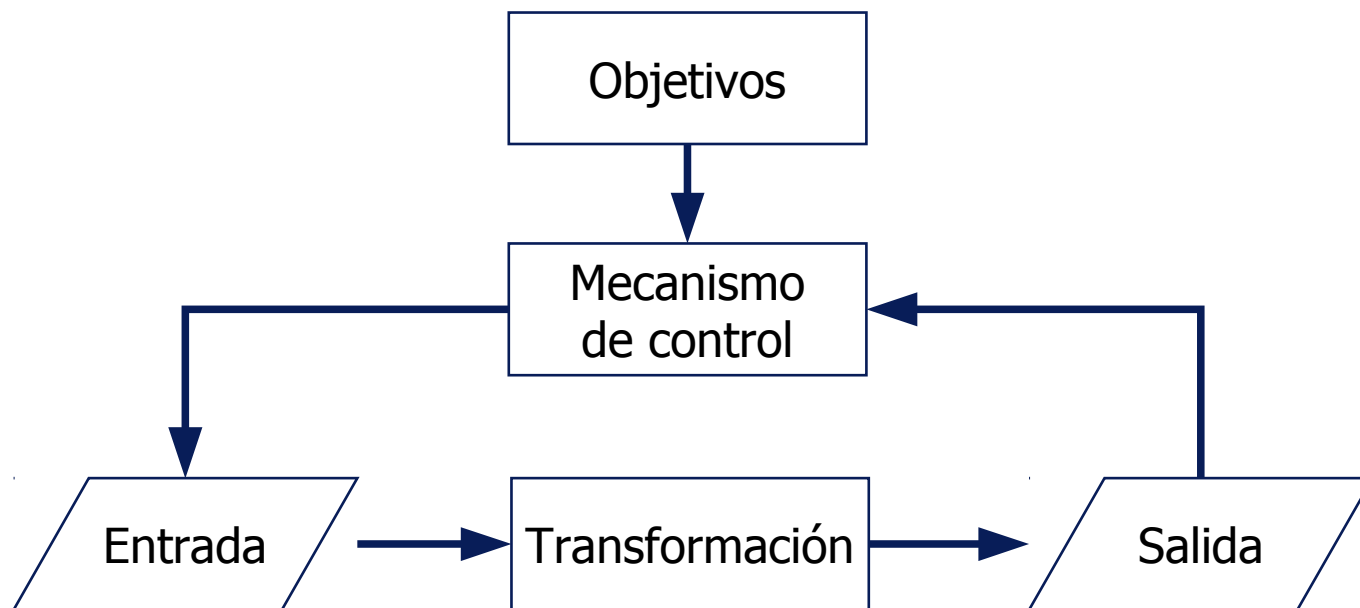 Objetivos
Mecanismo
de control
Entrada
Transformación
Salida